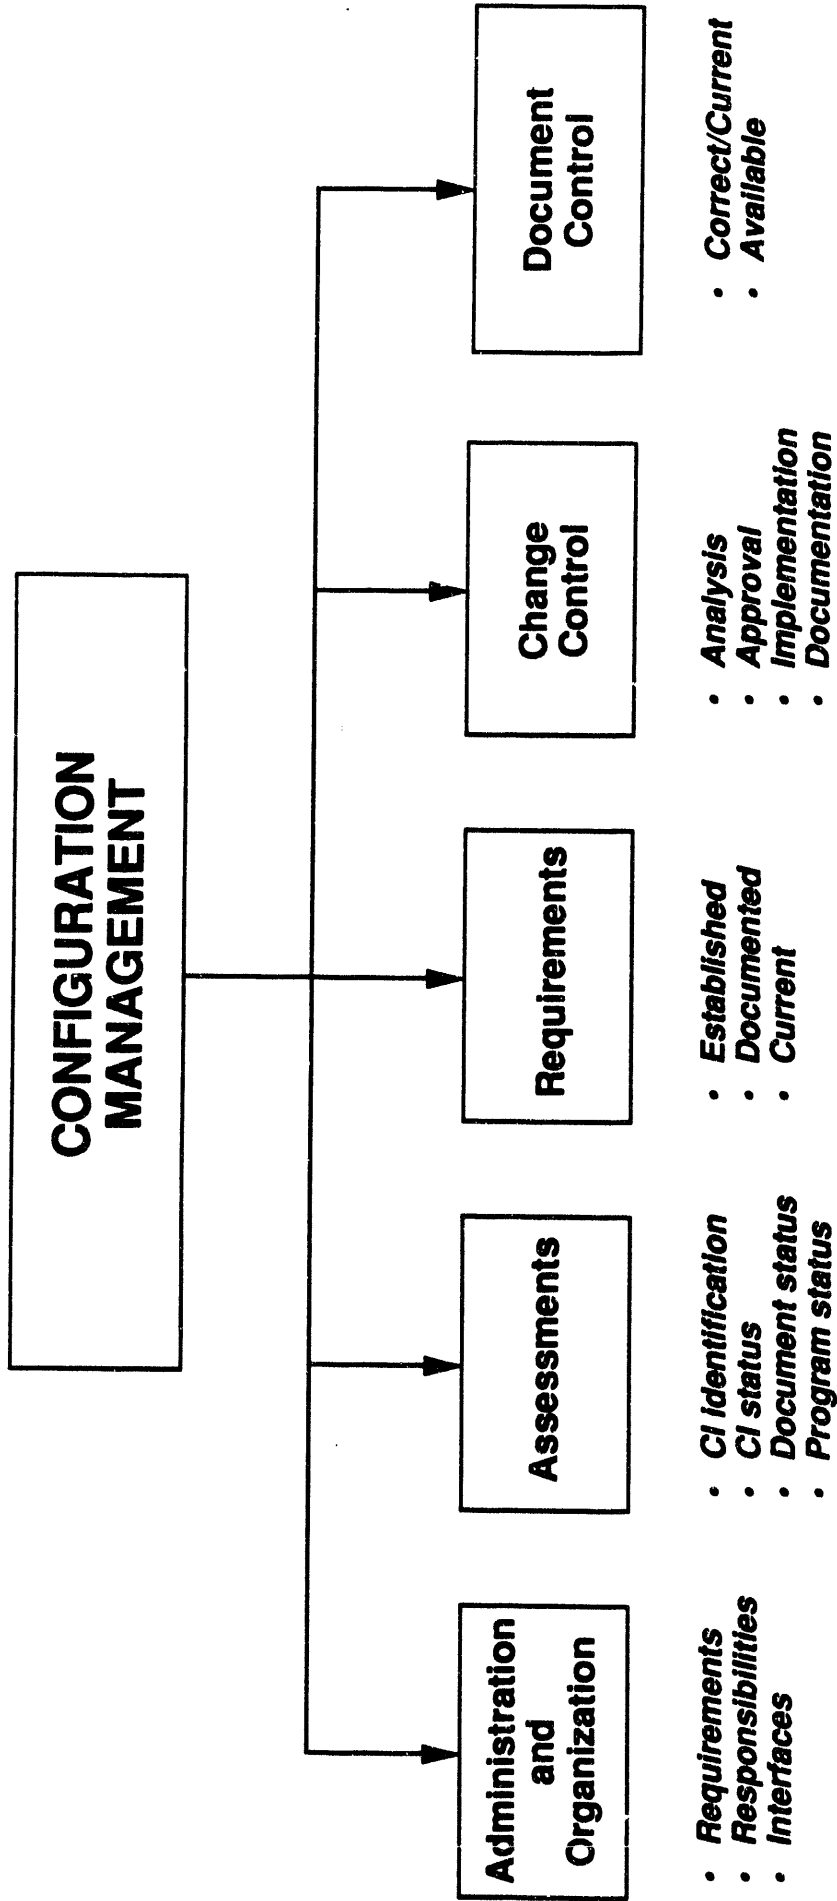 CONFIGURATION
MANAGEMENT
Administration
and
Organization
• Requirements
• Responsibilities
• Interfaces
Assessments
• CI identification
• CI status
• Document status
• Program status
Requirements
• Established
• Documented
• Current
Change
Control
• Analysis
• Approval
• Implementation
• Documentation
Document
Control
• Correct/Current
• Available